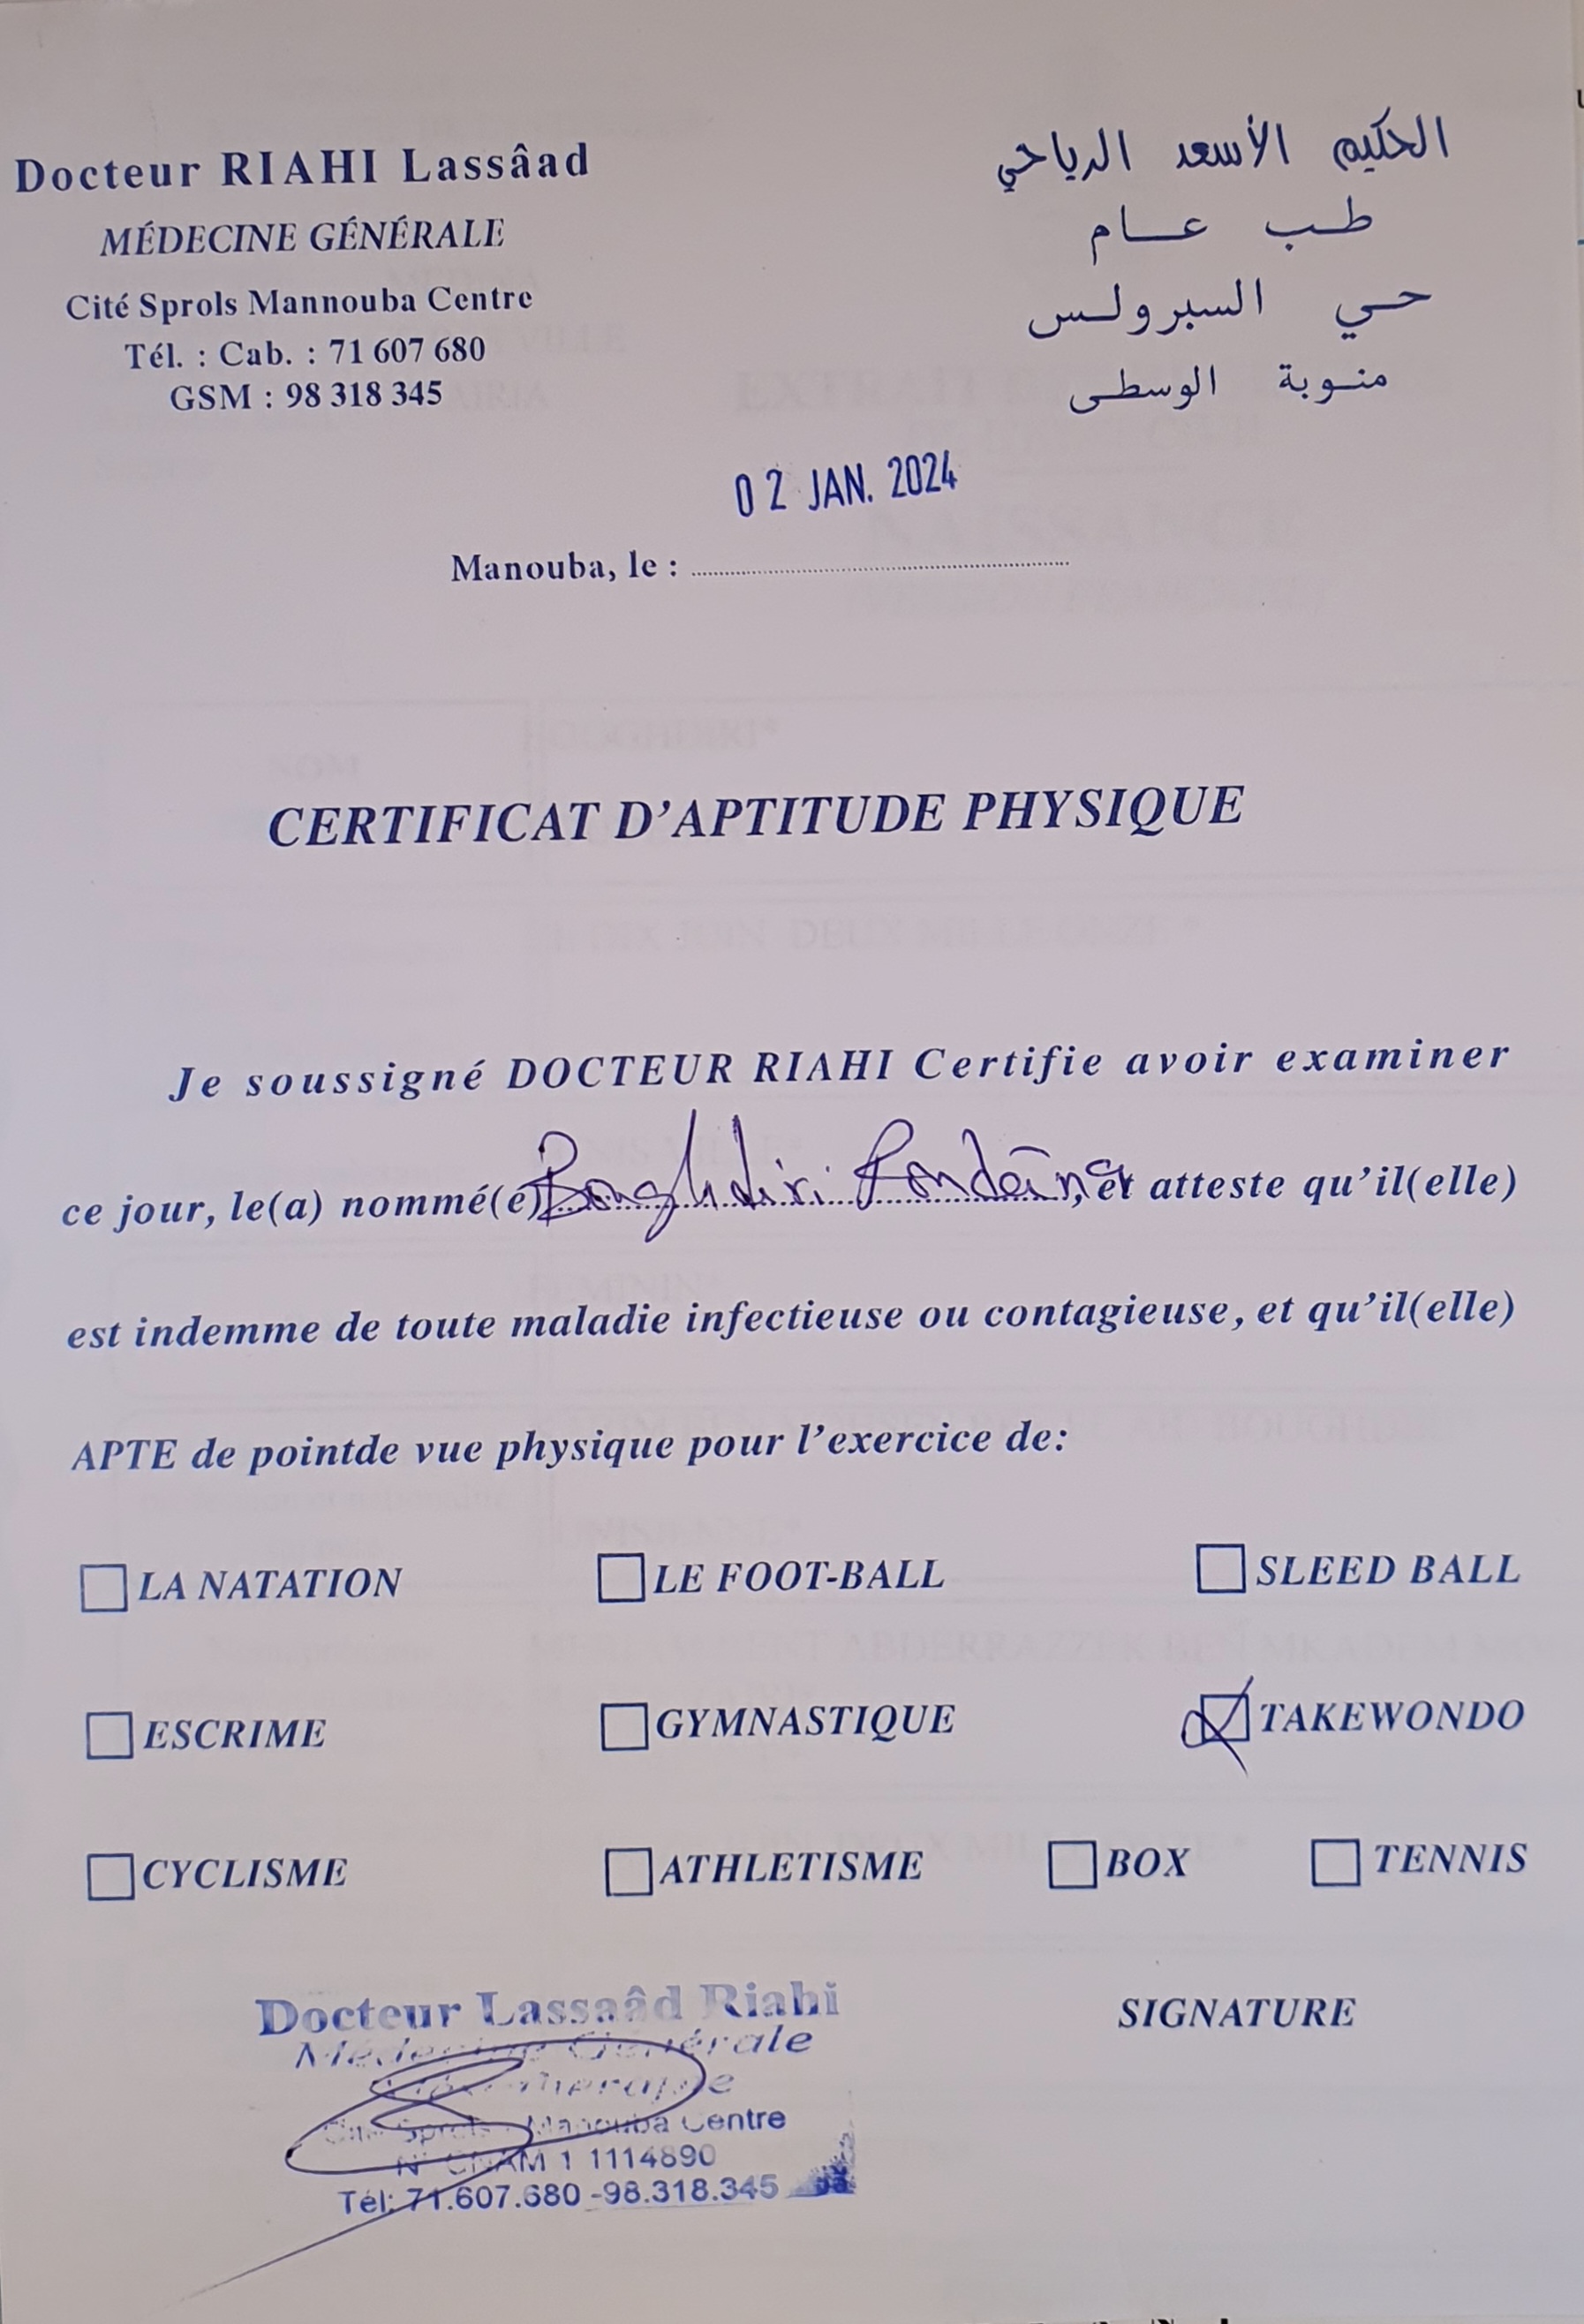 Docteur RIAHI Lassâad
MÉDECINE GÉNÉRALE
Cité Sprols Mannouba Centre
Tél. : Cab. : 71 607 680
GSM : 98 318 345
الحكيم الأسعد الرياحي
طب عام
حي السبرولس
منوبة الوسطى
02 JAN. 2024
Manouba, le :
CERTIFICAT D'APTITUDE PHYSIQUE
Je soussigné DOCTEUR RIAHI Certifie avoir examiner
ce jour, le(a) nommé(é) Boughdiri, et atteste qu'il(elle)
est indemme de toute maladie infectieuse ou contagieuse, et qu'il(elle)
APTE de pointde vue physique pour l'exercice de:
LA NATATION LE FOOT-BALL SLEED BALL
ESCRIME GYMNASTIQUE TAKEWONDO
CYCLISME ATHLETISME BOX TENNIS
SIGNATURE
Docteur Lassaâd Riahi
Médecine Générale
Cité Sprols Manouba Centre
N° CNAM 1 1114890
Tél: 71.607.680 -98.318.345